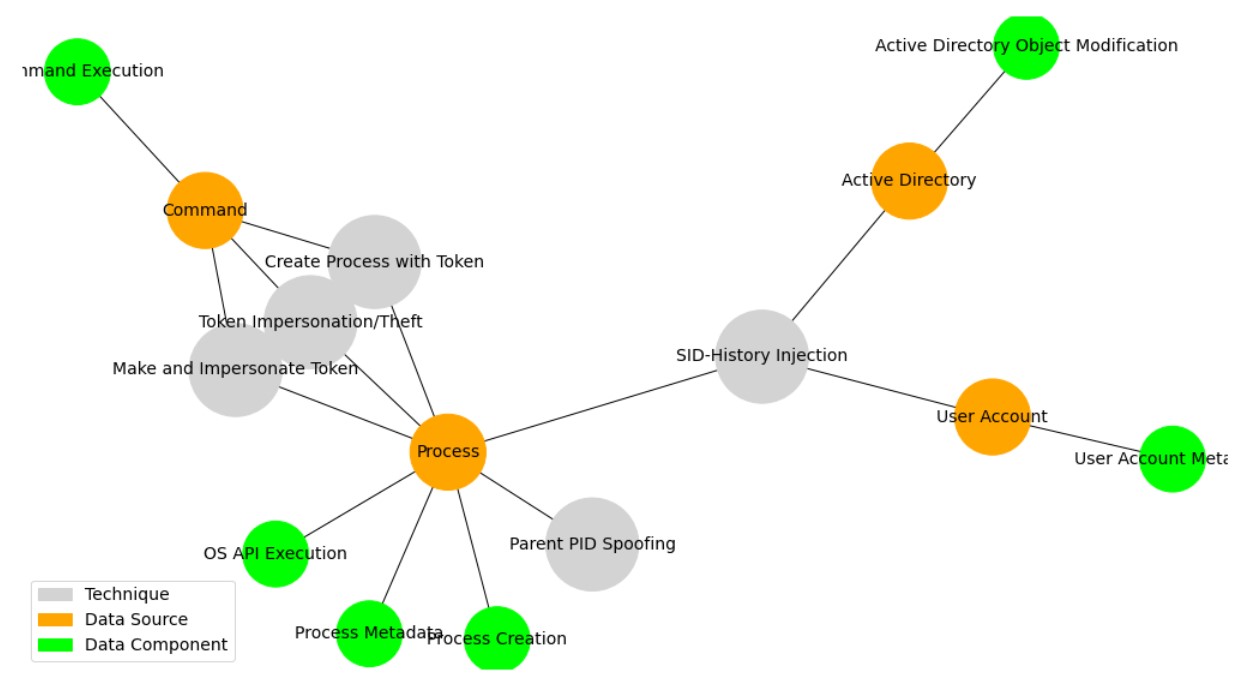 Active Directory Object Modification
mmand Execution
Active Directory
Command
Create Process with Token
Token Impersonation/Theft
SID-History Injection
Make and Impersonate Token
User Account
Process
User Account Meta
Parent PID Spoofing
OS API Execution
Process Metadata
Process Creation
Technique
Data Source
Data Component